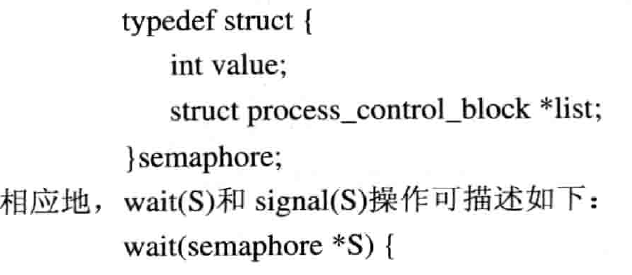 typedef struct {
int value;
struct process_control_block *list;
}semaphore;
相应地，wait(S)和 signal(S)操作可描述如下：
wait(semaphore *S) {